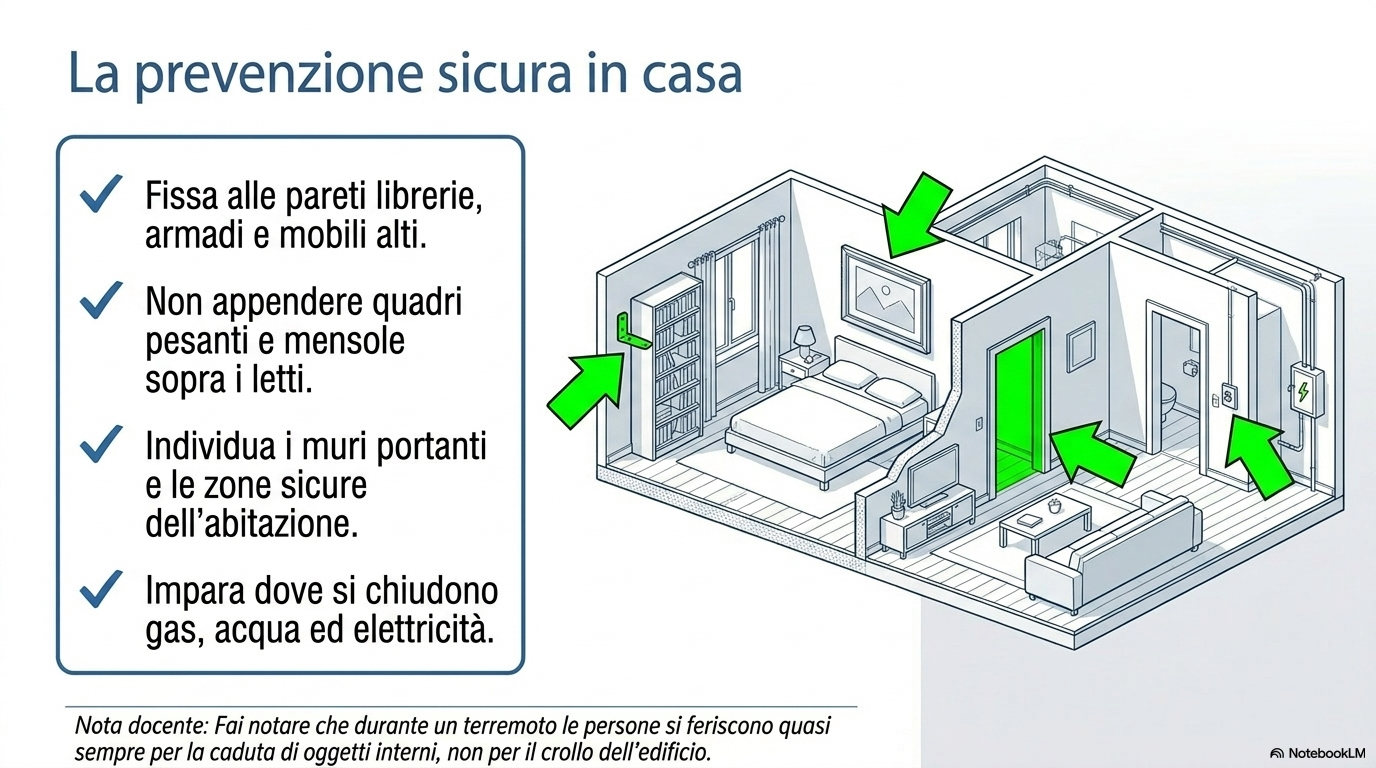 La prevenzione sicura in casa
Fissa alle pareti librerie,
armadi e mobili alti.
Non appendere quadri
pesanti e mensole
sopra i letti.
Individua i muri portanti
e le zone sicure
dell'abitazione.
Impara dove si chiudono
gas, acqua ed elettricità.
Nota docente: Fai notare che durante un terremoto le persone si feriscono quasi
sempre per la caduta di oggetti interni, non per il crollo dell'edificio.
NotebookLM